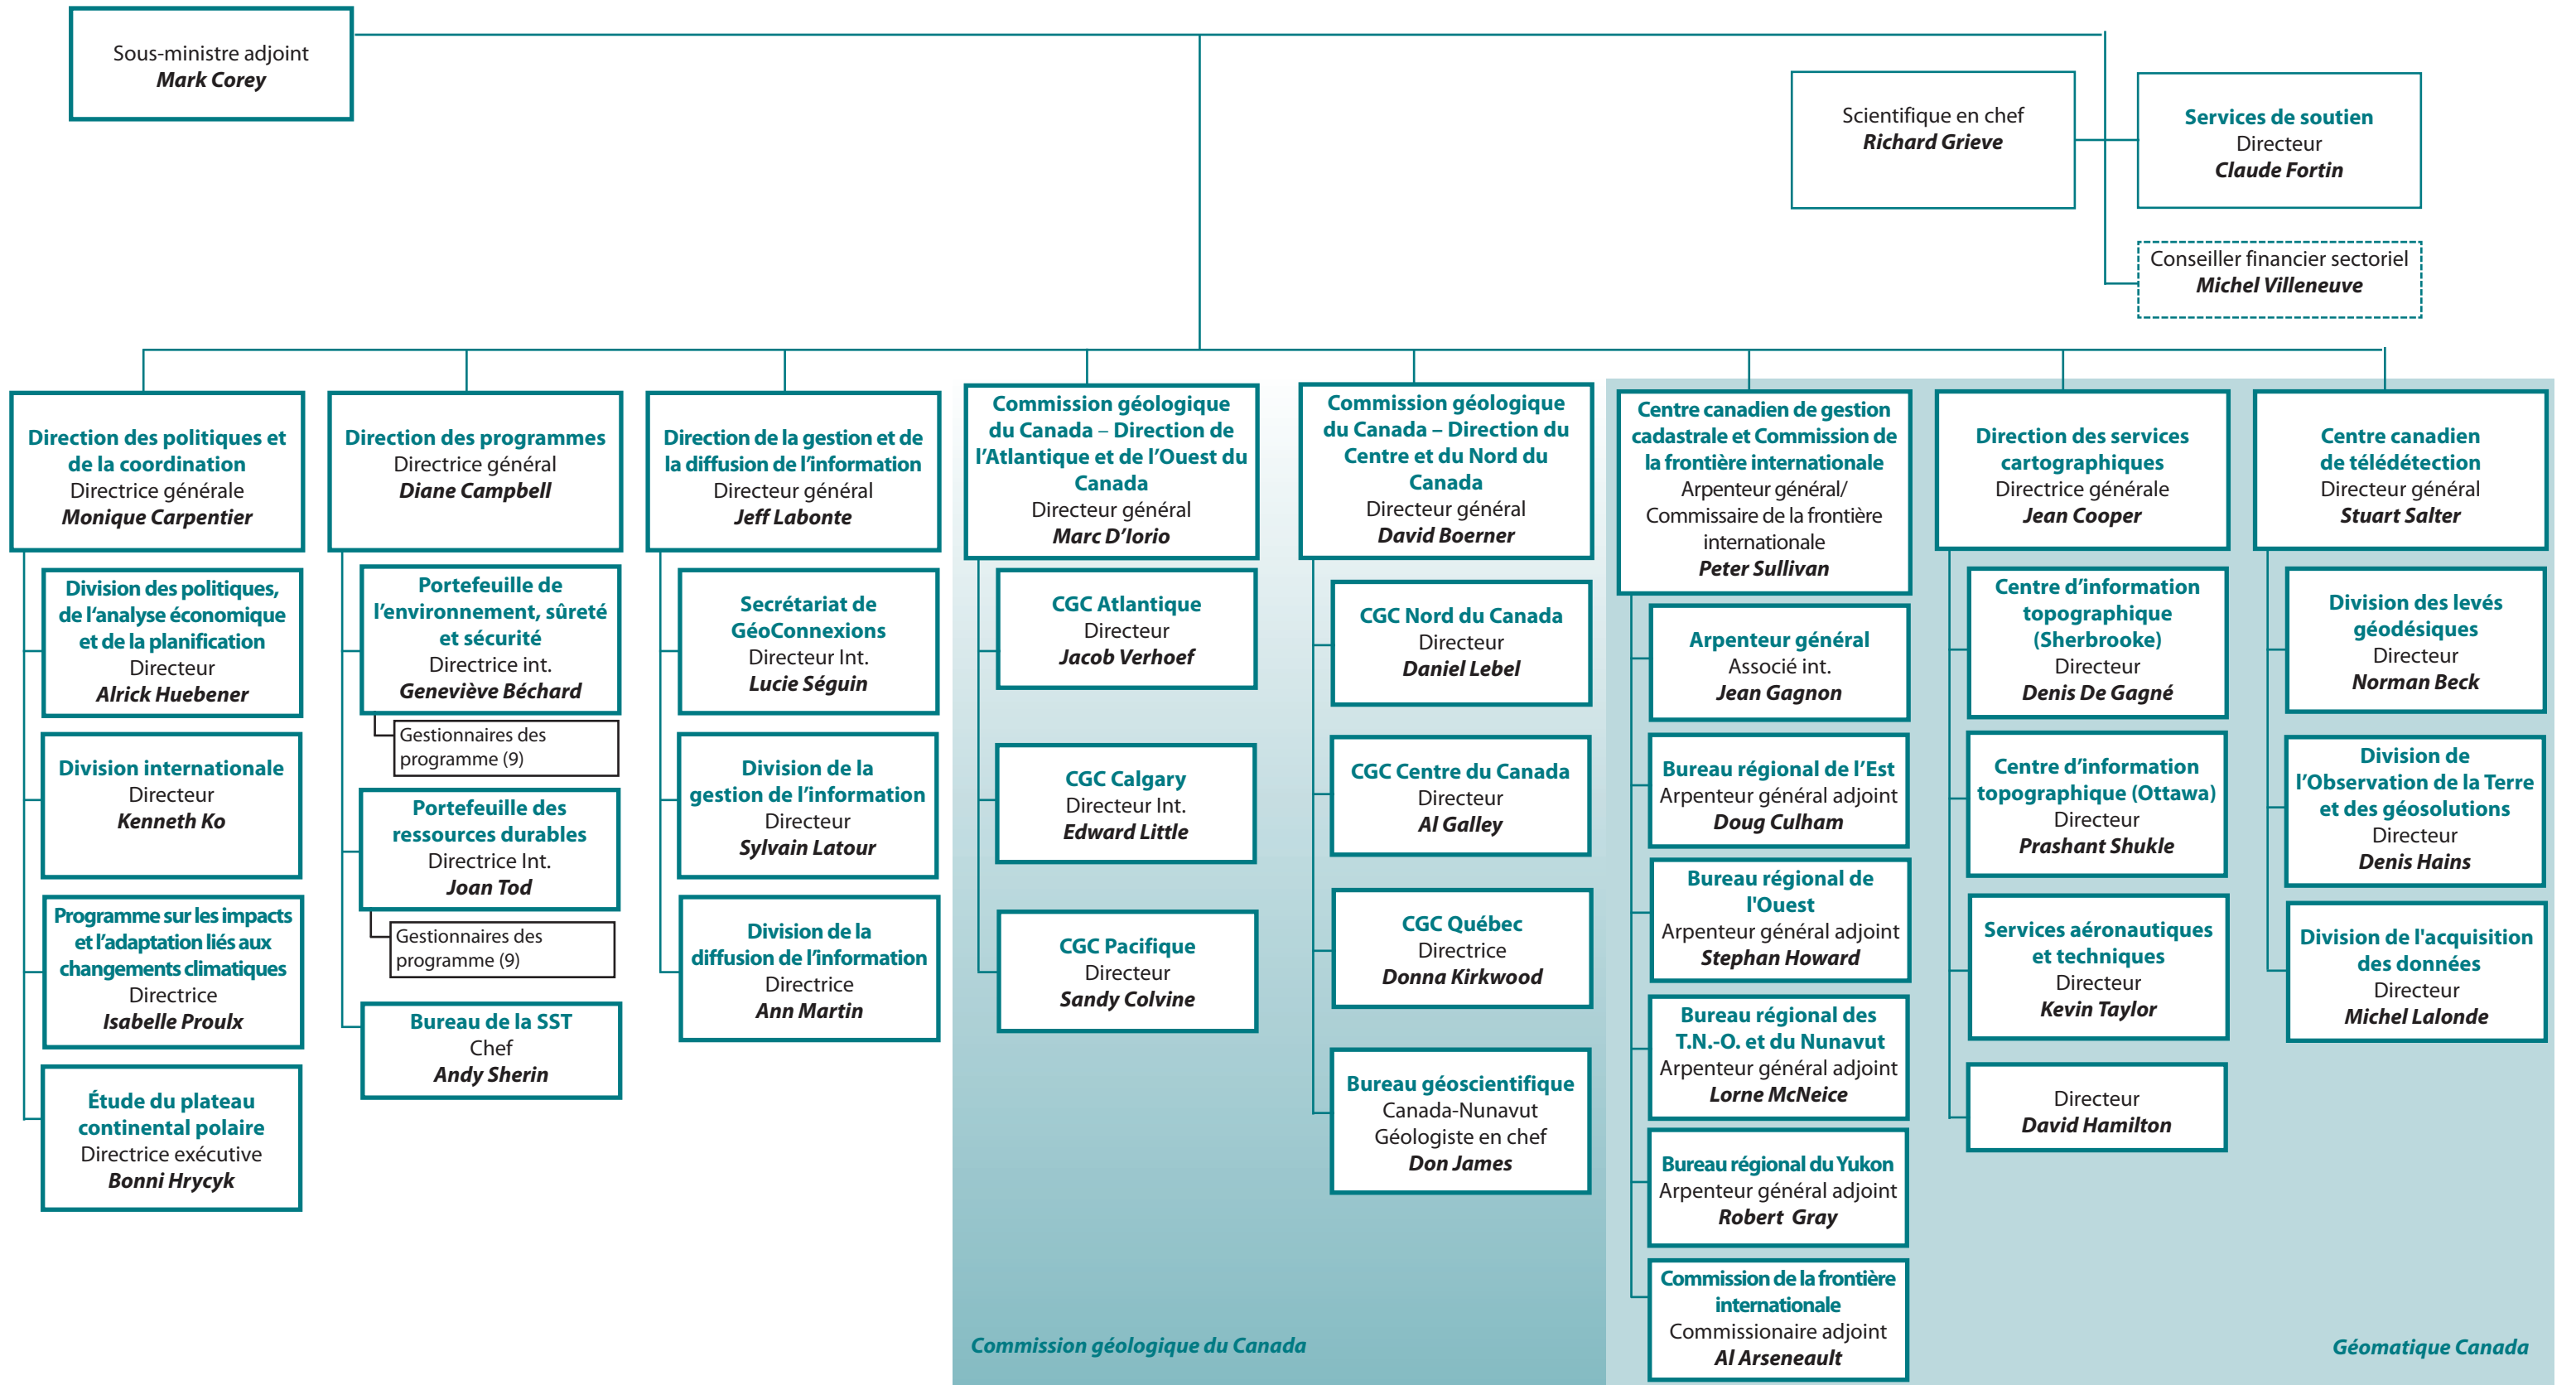 Sous-ministre adjoint
Mark Corey
Scientifique en chef
Richard Grieve
Services de soutien
Directeur
Claude Fortin
Conseiller financier sectoriel
Michel Villeneuve
Direction des politiques et
de la coordination
Directrice générale
Monique Carpentier
Division des politiques,
de l‘analyse économique
et de la planification
Directeur
Alrick Huebener
Division internationale
Directeur
Kenneth Ko
Programme sur les impacts
et l’adaptation liés aux
changements climatiques
Directrice
Isabelle Proulx
Étude du plateau
continental polaire
Directrice exécutive
Bonni Hrycyk
Direction des programmes
Directrice général
Diane Campbell
Portefeuille de
l’environnement, sûreté
et sécurité
Directrice int.
Geneviève Béchard
Gestionnaires des
programme (9)
Portefeuille des
ressources durables
Directrice Int.
Joan Tod
Gestionnaires des
programme (9)
Bureau de la SST
Chef
Andy Sherin
Direction de la gestion et de
la diffusion de l’information
Directeur général
Jeff Labonte
Secrétariat de
GéoConnexions
Directeur Int.
Lucie Séguin
Division de la
gestion de l’information
Directeur
Sylvain Latour
Division de la
diffusion de l’information
Directrice
Ann Martin
Commission géologique
du Canada – Direction de
l’Atlantique et de l’Ouest du
Canada
Directeur général
Marc D’Iorio
CGC Atlantique
Directeur
Jacob Verhoef
CGC Calgary
Directeur Int.
Edward Little
CGC Pacifique
Directeur
Sandy Colvine
Commission géologique
du Canada – Direction du
Centre et du Nord du
Canada
Directeur général
David Boerner
CGC Nord du Canada
Directeur
Daniel Lebel
CGC Centre du Canada
Directeur
Al Galley
CGC Québec
Directrice
Donna Kirkwood
Bureau géoscientifique
Canada-Nunavut
Géologiste en chef
Don James
Commission géologique du Canada
Centre canadien de gestion
cadastrale et Commission de
la frontière internationale
Arpenteur général/
Commissaire de la frontière
internationale
Peter Sullivan
Arpenteur général
Associé int.
Jean Gagnon
Bureau régional de l’Est
Arpenteur général adjoint
Doug Culham
Bureau régional de
l'Ouest
Arpenteur général adjoint
Stephan Howard
Bureau régional des
T.N.-O. et du Nunavut
Arpenteur général adjoint
Lorne McNeice
Bureau régional du Yukon
Arpenteur général adjoint
Robert Gray
Commission de la frontière
internationale
Commissionaire adjoint
Al Arseneault
Direction des services
cartographiques
Directrice générale
Jean Cooper
Centre d’information
topographique
(Sherbrooke)
Directeur
Denis De Gagné
Centre d’information
topographique (Ottawa)
Directeur
Prashant Shukle
Services aéronautiques
et techniques
Directeur
Kevin Taylor
Directeur
David Hamilton
Centre canadien
de télédétection
Directeur général
Stuart Salter
Division des levés
géodésiques
Directeur
Norman Beck
Division de
l’Observation de la Terre
et des géosolutions
Directeur
Denis Hains
Division de l'acquisition
des données
Directeur
Michel Lalonde
Géomatique Canada